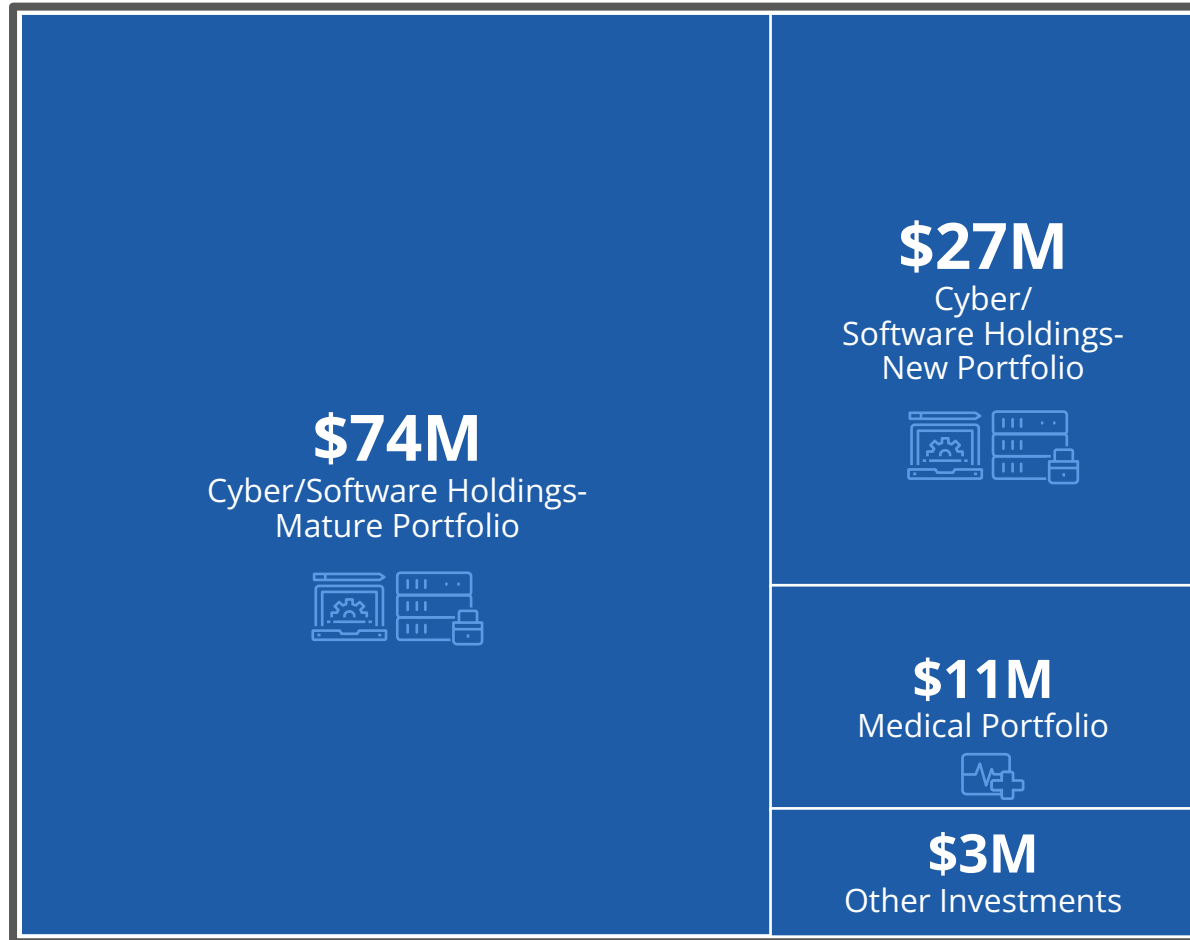 $74M
Cyber/Software Holdings-
Mature Portfolio
$27M
Cyber/
Software Holdings-
New Portfolio
$11M
Medical Portfolio
$3M
Other Investments